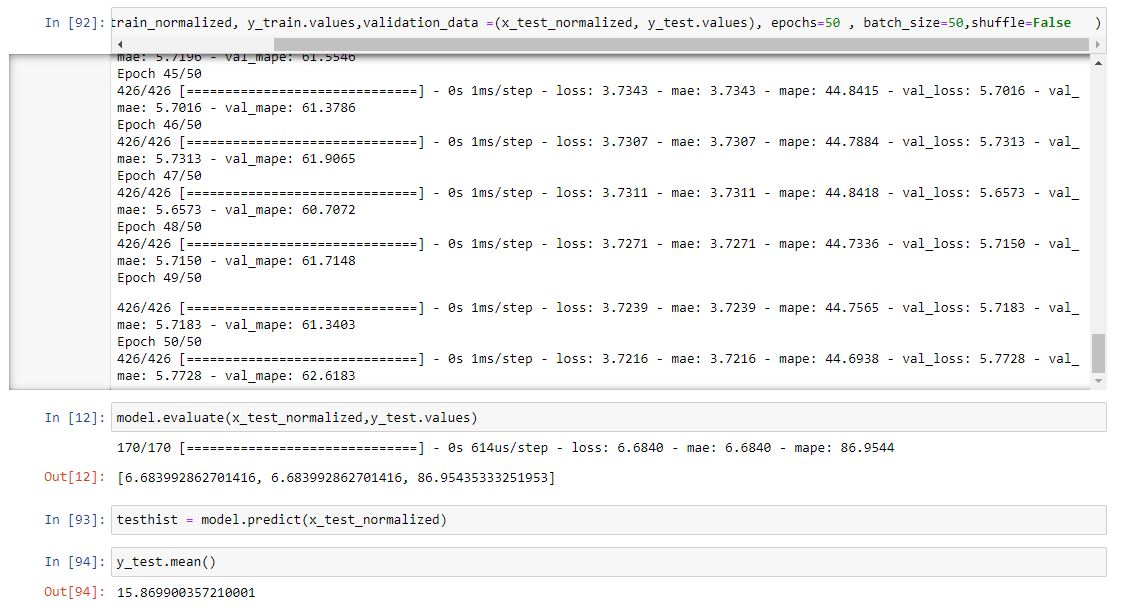 In [92]: train_normalized, y_train.values,validation_data =(x_test_normalized, y_test.values), epochs=50 , batch_size=50,shuffle=False   )
mae: 5.7196 - val_mape: 61.5546
Epoch 45/50
426/426 [==============================] - 0s 1ms/step - loss: 3.7343 - mae: 3.7343 - mape: 44.8415 - val_loss: 5.7016 - val_
mae: 5.7016 - val_mape: 61.3786
Epoch 46/50
426/426 [==============================] - 0s 1ms/step - loss: 3.7307 - mae: 3.7307 - mape: 44.7884 - val_loss: 5.7313 - val_
mae: 5.7313 - val_mape: 61.9065
Epoch 47/50
426/426 [==============================] - 0s 1ms/step - loss: 3.7311 - mae: 3.7311 - mape: 44.8418 - val_loss: 5.6573 - val_
mae: 5.6573 - val_mape: 60.7072
Epoch 48/50
426/426 [==============================] - 0s 1ms/step - loss: 3.7271 - mae: 3.7271 - mape: 44.7336 - val_loss: 5.7150 - val_
mae: 5.7150 - val_mape: 61.7148
Epoch 49/50
426/426 [==============================] - 0s 1ms/step - loss: 3.7239 - mae: 3.7239 - mape: 44.7565 - val_loss: 5.7183 - val_
mae: 5.7183 - val_mape: 61.3403
Epoch 50/50
426/426 [==============================] - 0s 1ms/step - loss: 3.7216 - mae: 3.7216 - mape: 44.6938 - val_loss: 5.7728 - val_
mae: 5.7728 - val_mape: 62.6183
In [12]: model.evaluate(x_test_normalized,y_test.values)
170/170 [==============================] - 0s 614us/step - loss: 6.6840 - mae: 6.6840 - mape: 86.9544
Out[12]: [6.683992862701416, 6.683992862701416, 86.95435333251953]
In [93]: testhist = model.predict(x_test_normalized)
In [94]: y_test.mean()
Out[94]: 15.869900357210001